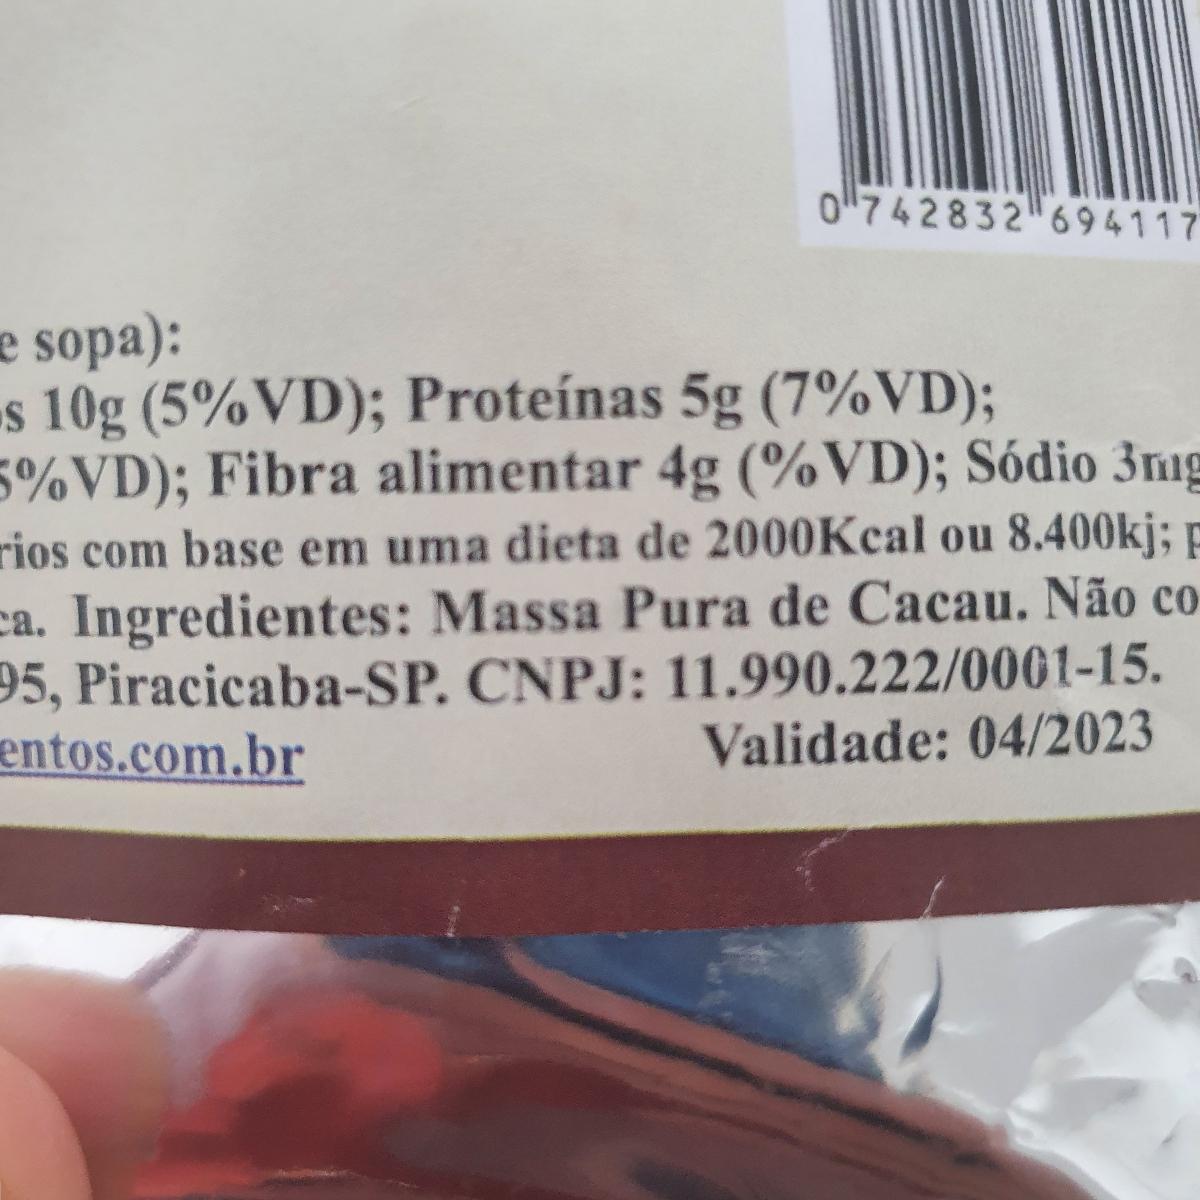 0 742832 694117
e sopa):
s 10g (5%VD); Proteínas 5g (7%VD);
5%VD); Fibra alimentar 4g (%VD); Sódio 3mg
rios com base em uma dieta de 2000Kcal ou 8.400kj; p
ca. Ingredientes: Massa Pura de Cacau. Não co
95, Piracicaba-SP. CNPJ: 11.990.222/0001-15.
entos.com.br Validade: 04/2023